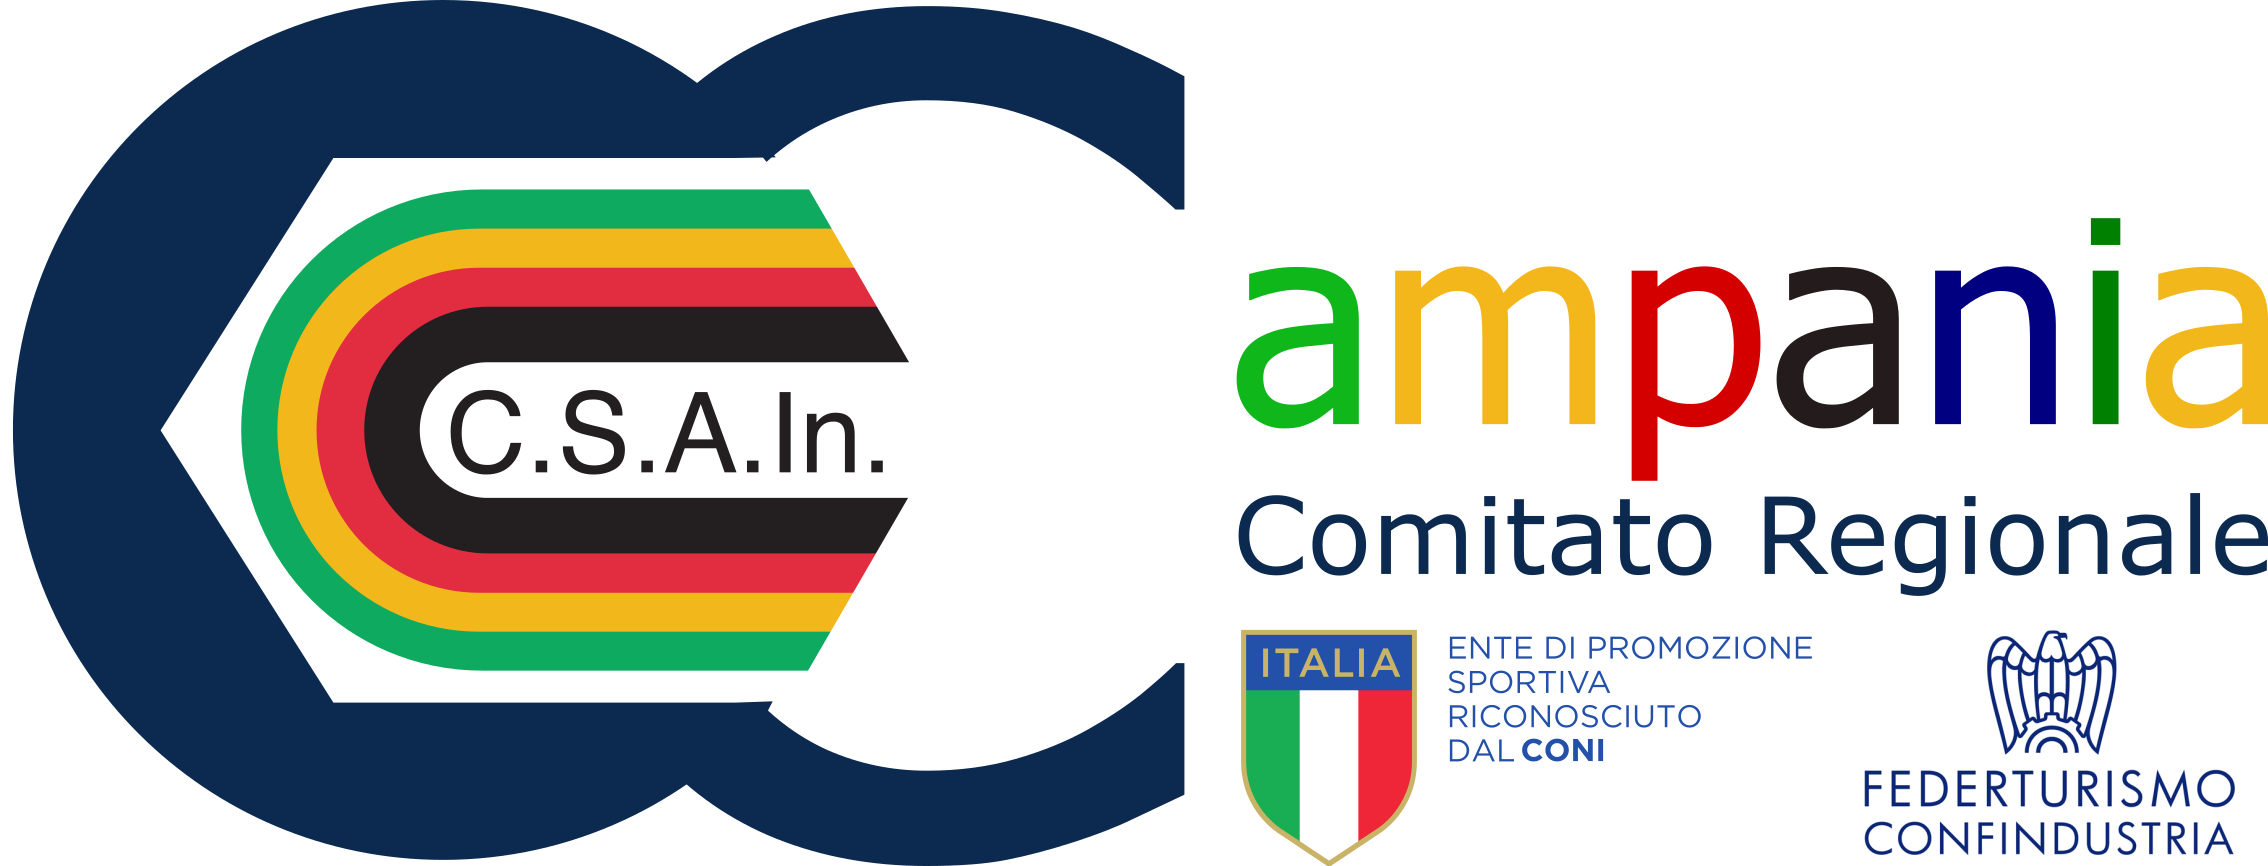 C.S.A.In.
Campania
Comitato Regionale
ITALIA
ENTE DI PROMOZIONE
SPORTIVA
RICONOSCIUTO
DAL CONI
FEDERTURISMO
CONFINDUSTRIA